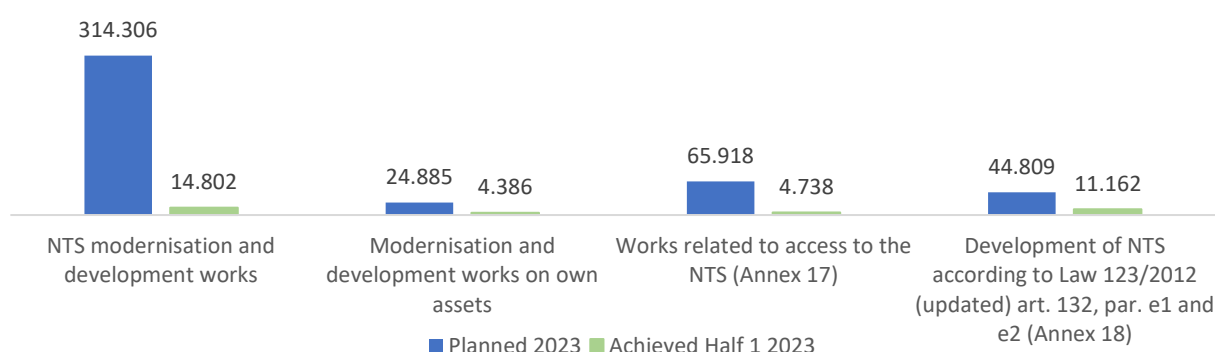 314.306
14.802
24.885
4.386
65.918
4.738
44.809
11.162
NTS modernisation and
development works
Modernisation and
development works on own
assets
Works related to access to the
NTS (Annex 17)
Development of NTS
according to Law 123/2012
(updated) art. 132, par. e1 and
e2 (Annex 18)
Planned 2023
Achieved Half 1 2023